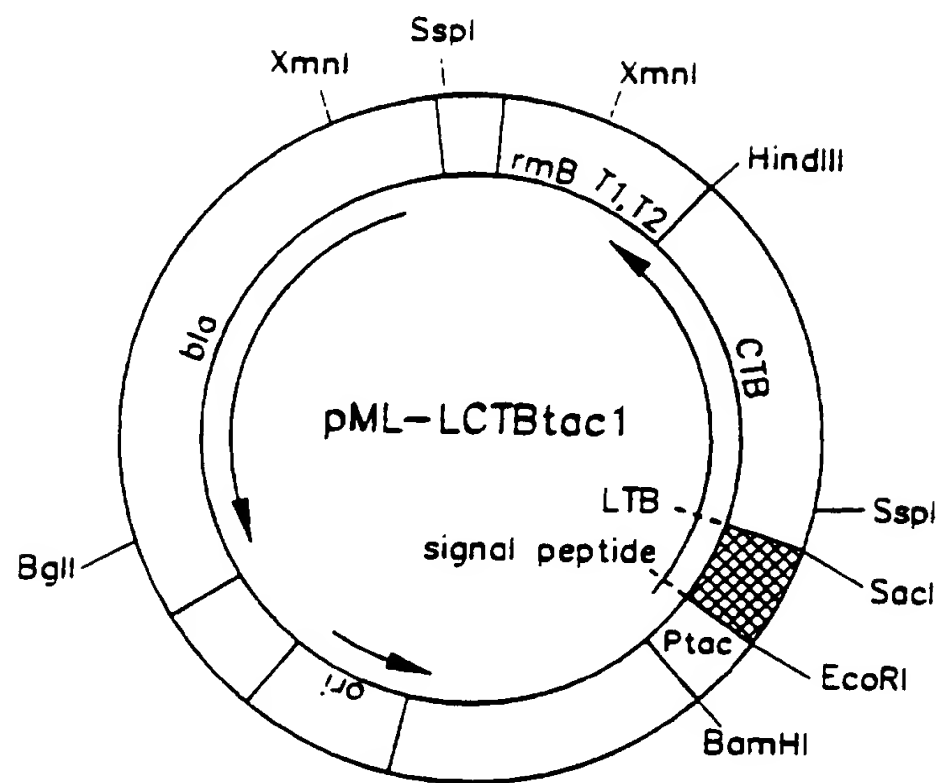 SspI
XmnI
XmnI
HindIII
rmB T1,T2
bla
CTB
pML-LCTBtac1
LTB
SspI
signal peptide
SacI
BglI
Ptac
EcoRI
ori
BamHI